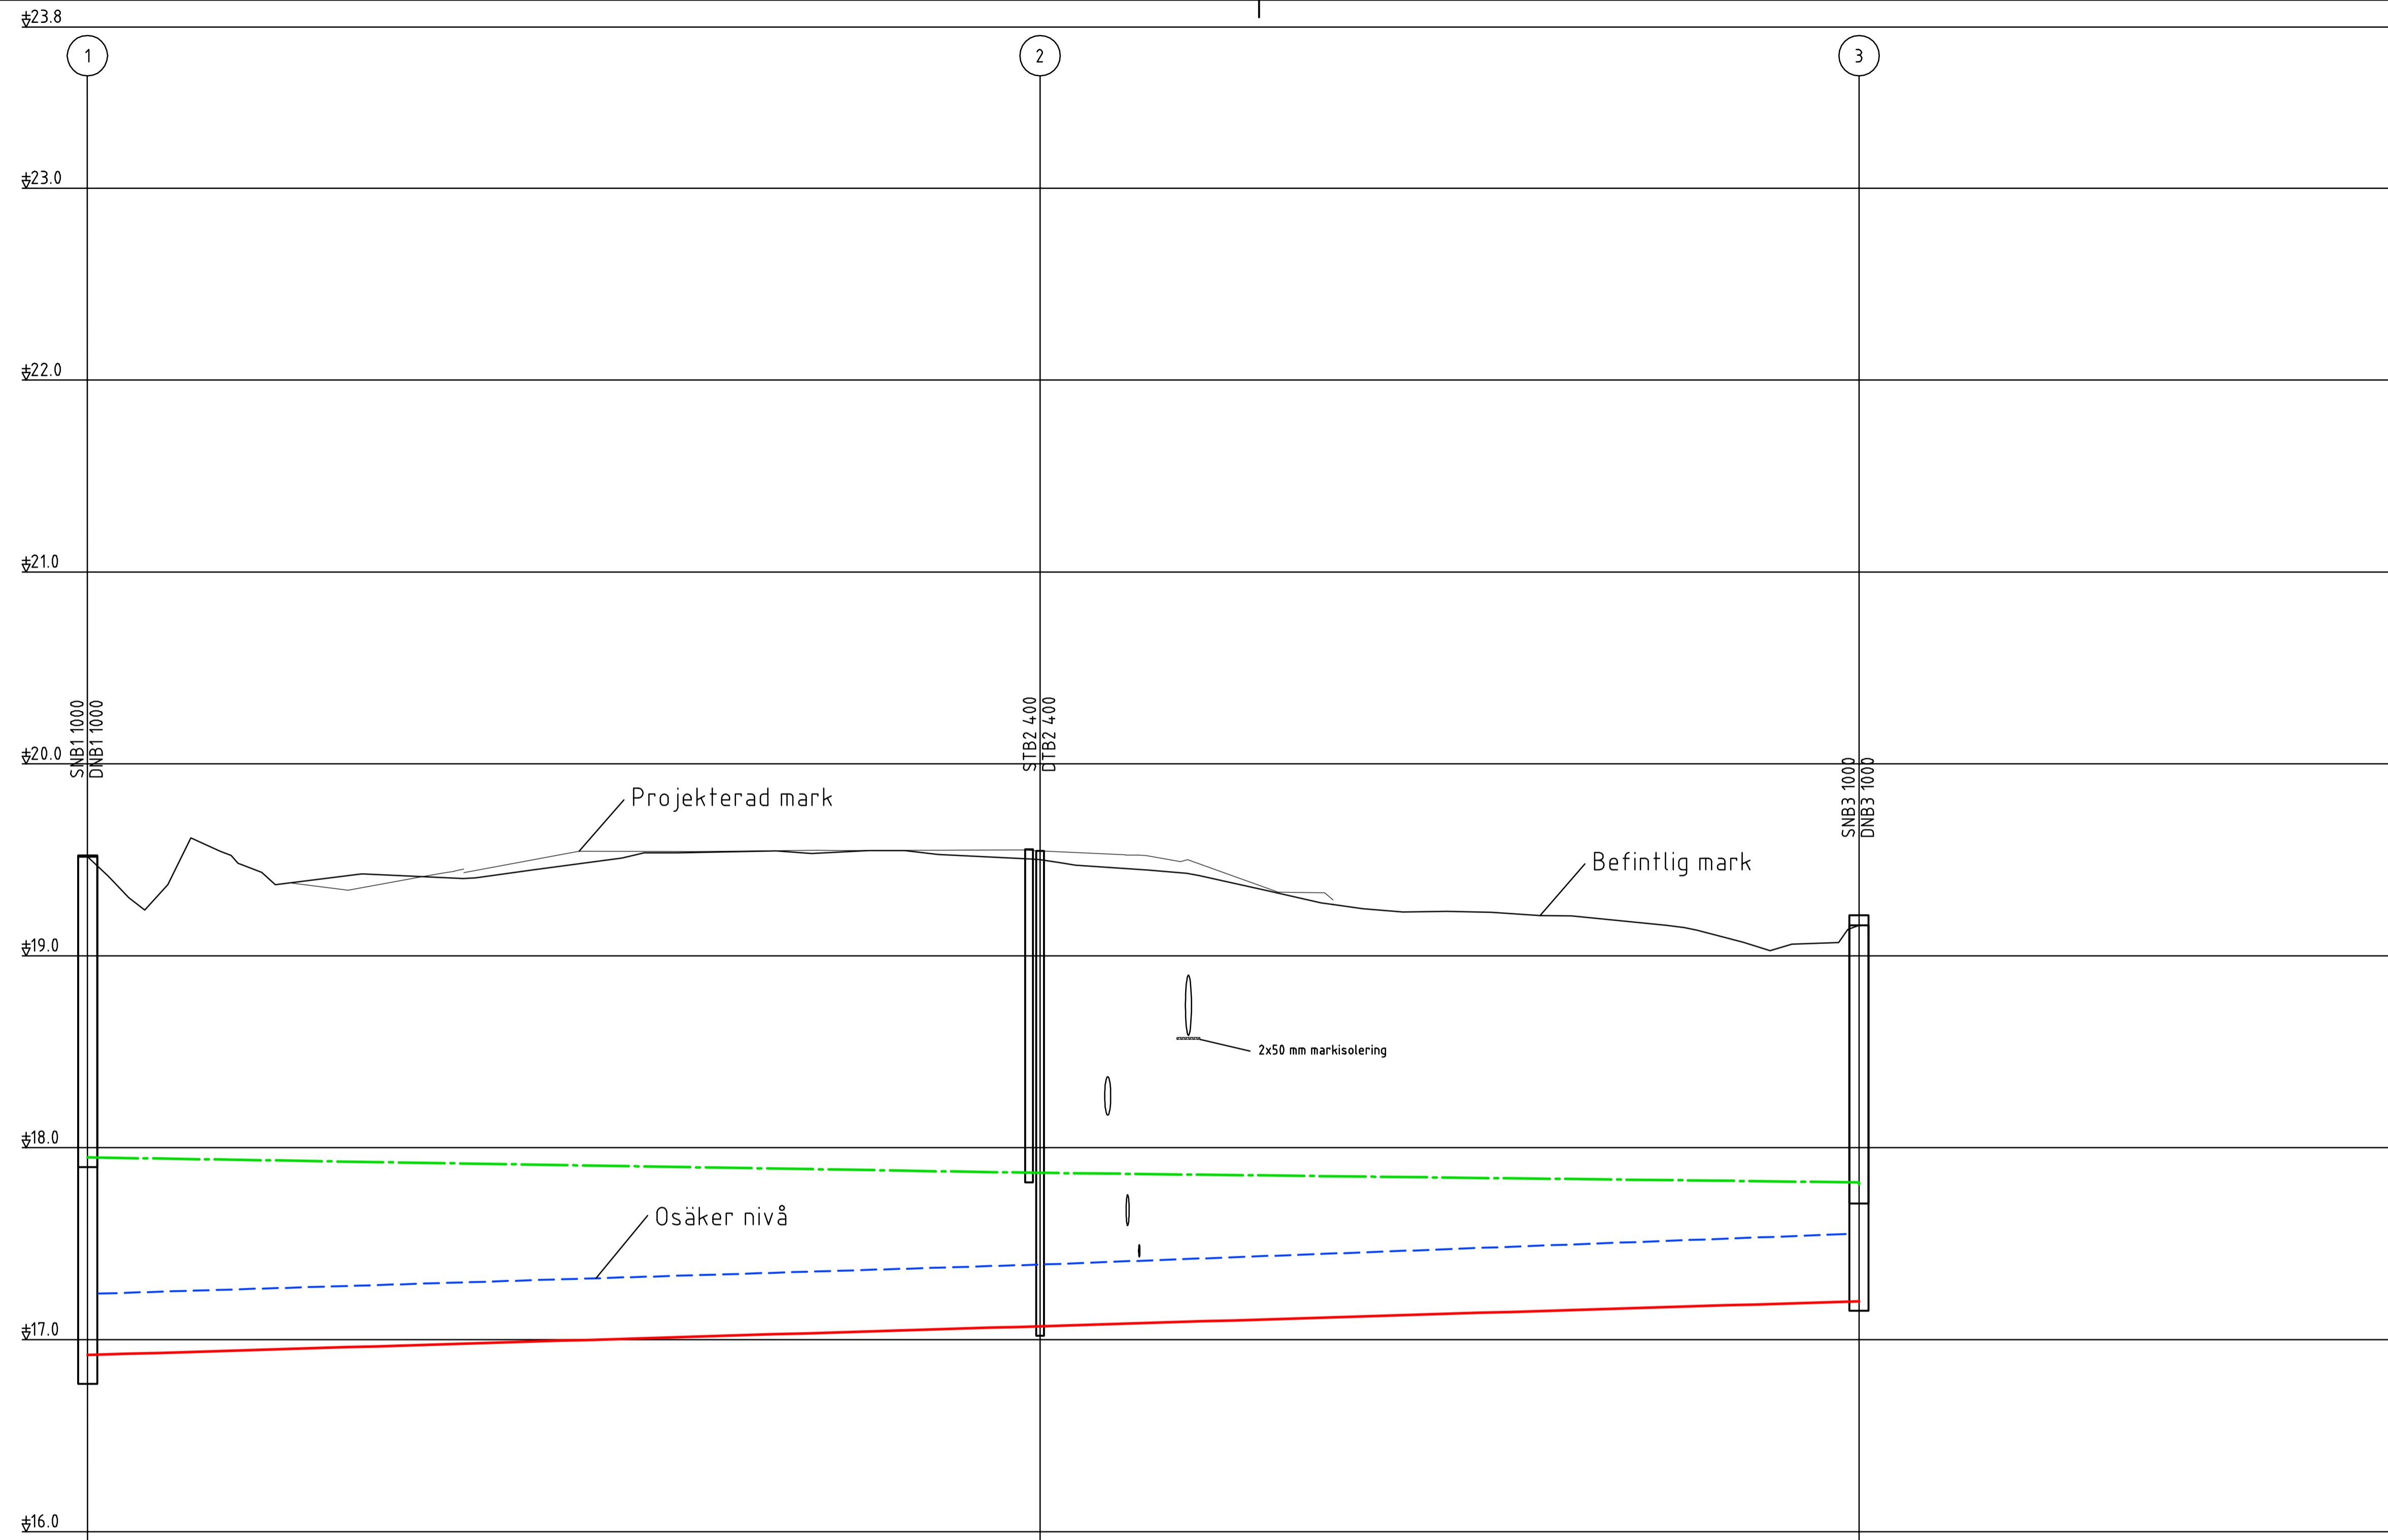 +23.8
1
2
3
+23.0
+22.0
+21.0
+20.0
SNB1 1000
DNB1 1000
STB2 400
DTB2 400
SNB3 1000
DNB3 1000
Projekterad mark
Befintlig mark
+19.0
2x50 mm markisolering
+18.0
Osäker nivå
+17.0
+16.0